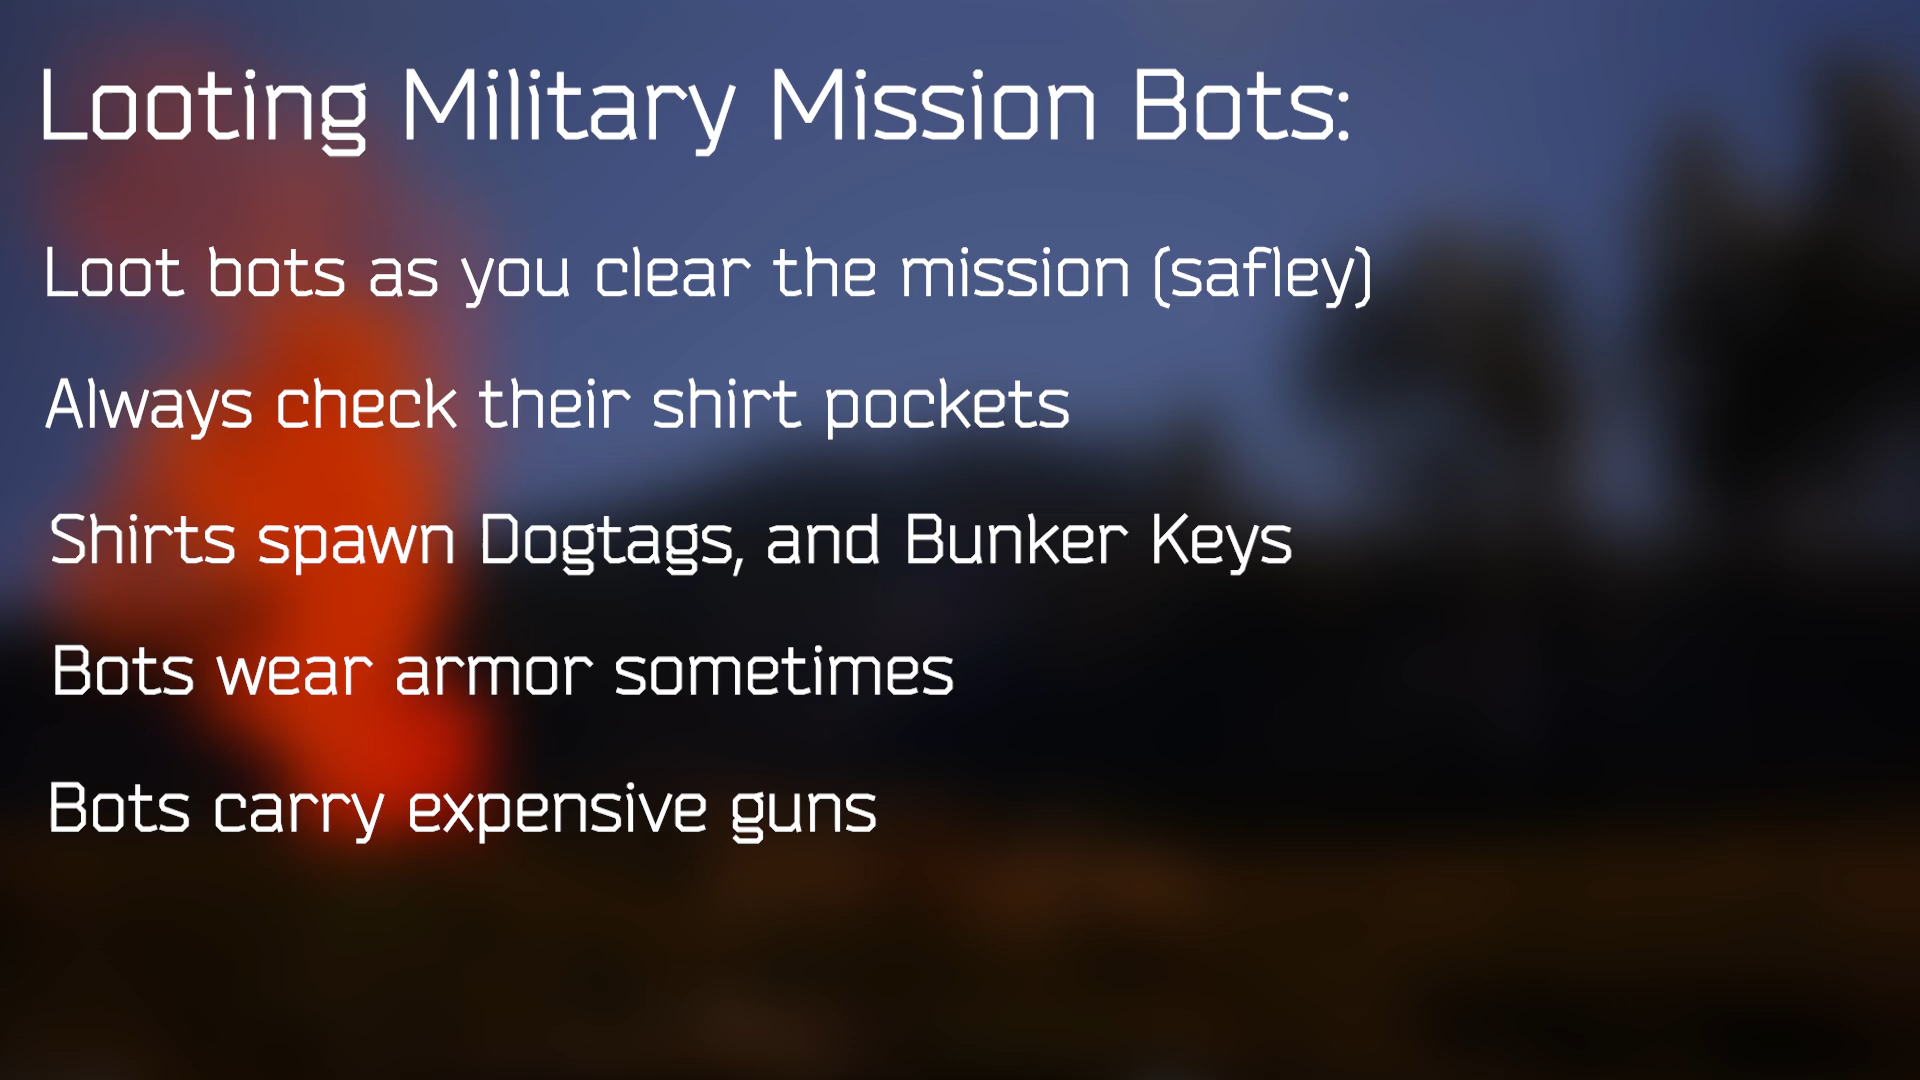 Looting Military Mission Bots:
Loot bots as you clear the mission (safley)
Always check their shirt pockets
Shirts spawn Dogtags, and Bunker Keys
Bots wear armor sometimes
Bots carry expensive guns